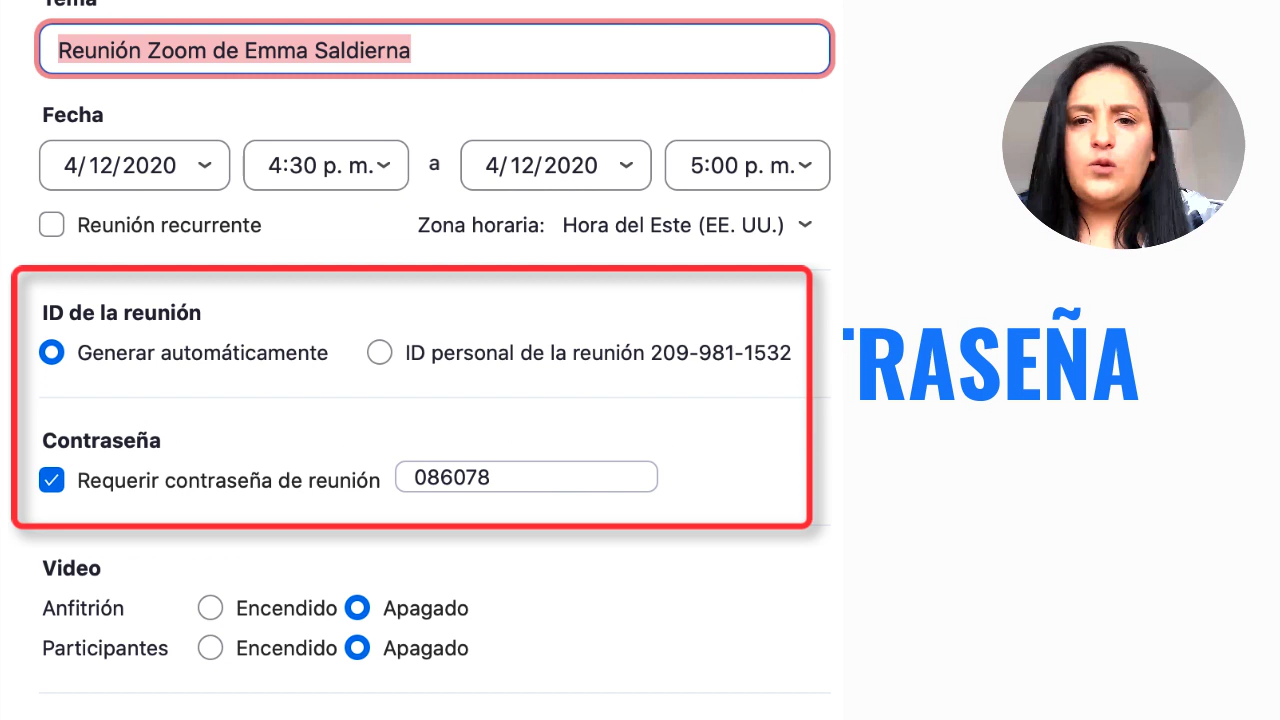 Tema
Reunión Zoom de Emma Saldierna
Fecha
4/12/2020 4:30 p. m. a 4/12/2020 5:00 p. m.
Reunión recurrente Zona horaria: Hora del Este (EE. UU.)
ID de la reunión
Generar automáticamente ID personal de la reunión 209-981-1532
TRASEÑA
Contraseña
Requerir contraseña de reunión 086078
Video
Anfitrión Encendido Apagado
Participantes Encendido Apagado